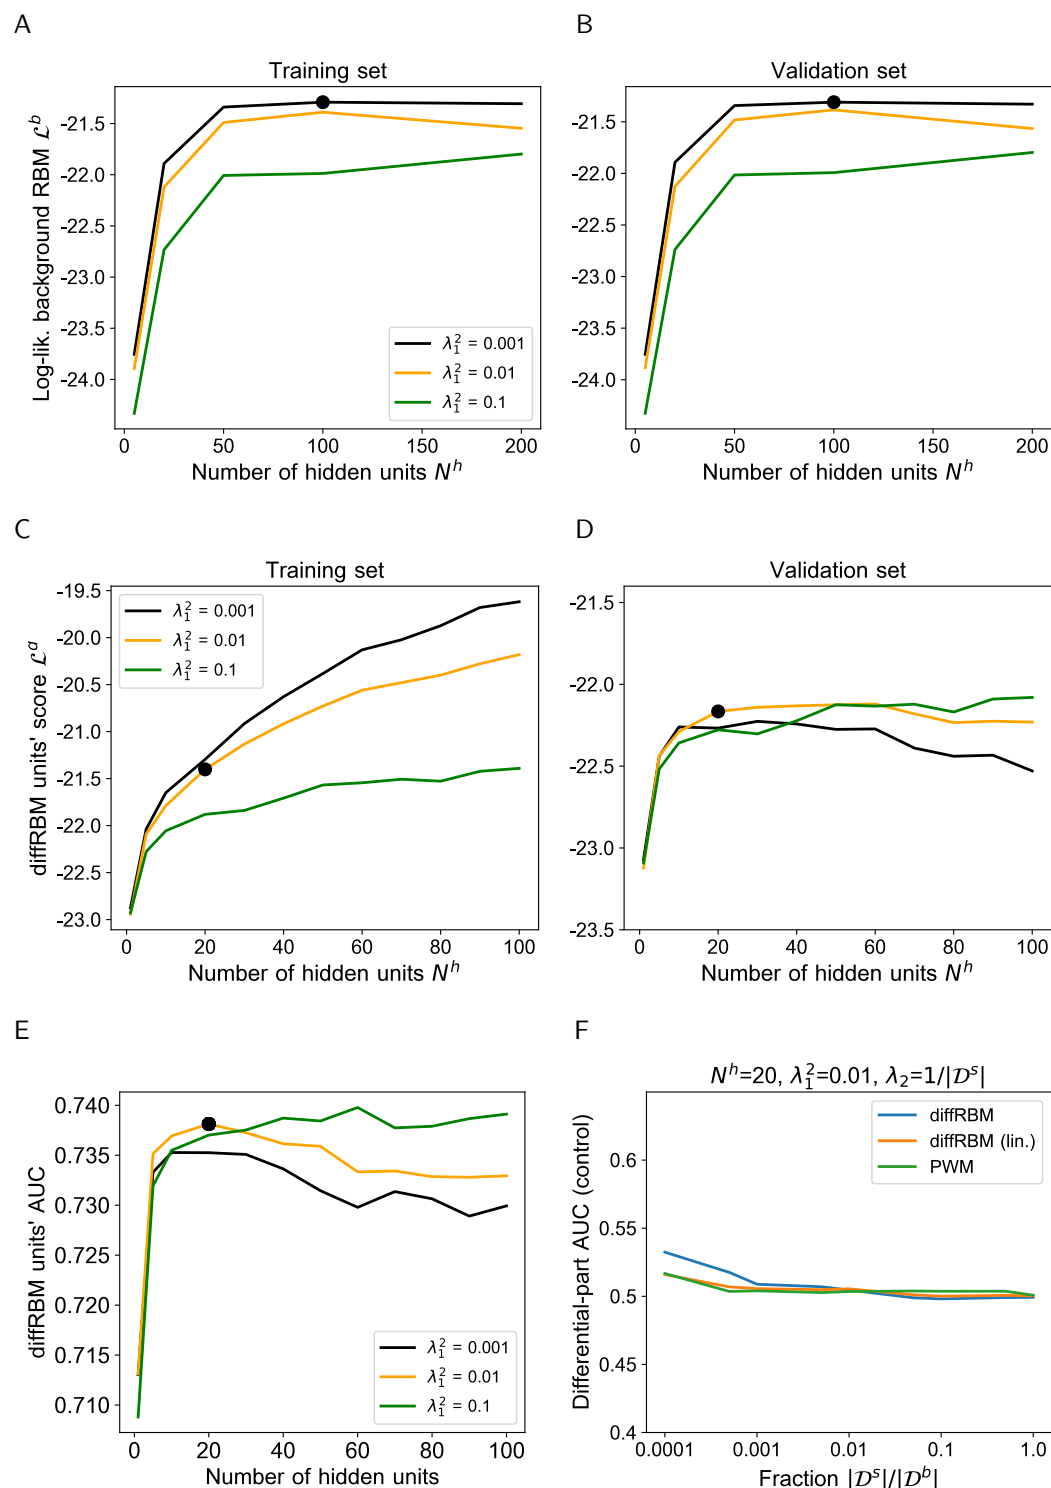 A
Training set
Log-lik. background RBM ℒᵇ
-21.5
-22.0
-22.5
-23.0
-23.5
-24.0
λ₁² = 0.001
λ₁² = 0.01
λ₁² = 0.1
0 50 100 150 200
Number of hidden units Nʰ
B
Validation set
-21.5
-22.0
-22.5
-23.0
-23.5
-24.0
0 50 100 150 200
Number of hidden units Nʰ
C
Training set
diffRBM units' score ℒᵈ
-19.5
-20.0
-20.5
-21.0
-21.5
-22.0
-22.5
-23.0
λ₁² = 0.001
λ₁² = 0.01
λ₁² = 0.1
0 20 40 60 80 100
Number of hidden units Nʰ
D
Validation set
-21.5
-22.0
-22.5
-23.0
-23.5
0 20 40 60 80 100
Number of hidden units Nʰ
E
diffRBM units' AUC
0.740
0.735
0.730
0.725
0.720
0.715
0.710
λ₁² = 0.001
λ₁² = 0.01
λ₁² = 0.1
0 20 40 60 80 100
Number of hidden units
F
Nʰ=20, λ₁²=0.01, λ₂=1/|𝒟ˢ|
Differential-part AUC (control)
0.6
0.55
0.5
0.45
0.4
diffRBM
diffRBM (lin.)
PWM
0.0001 0.001 0.01 0.1 1.0
Fraction |𝒟ˢ|/|𝒟ᵇ|